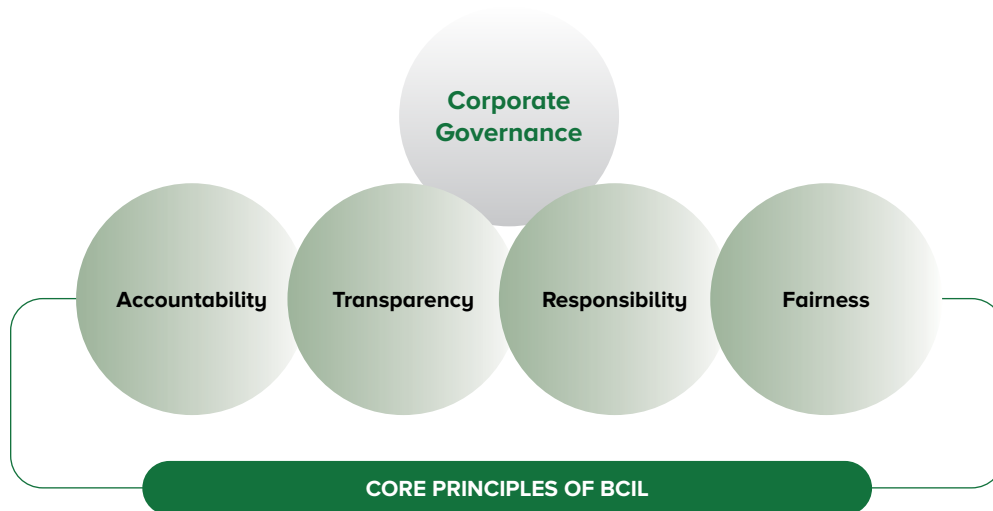 Corporate
Governance
Accountability
Transparency
Responsibility
Fairness
CORE PRINCIPLES OF BCIL